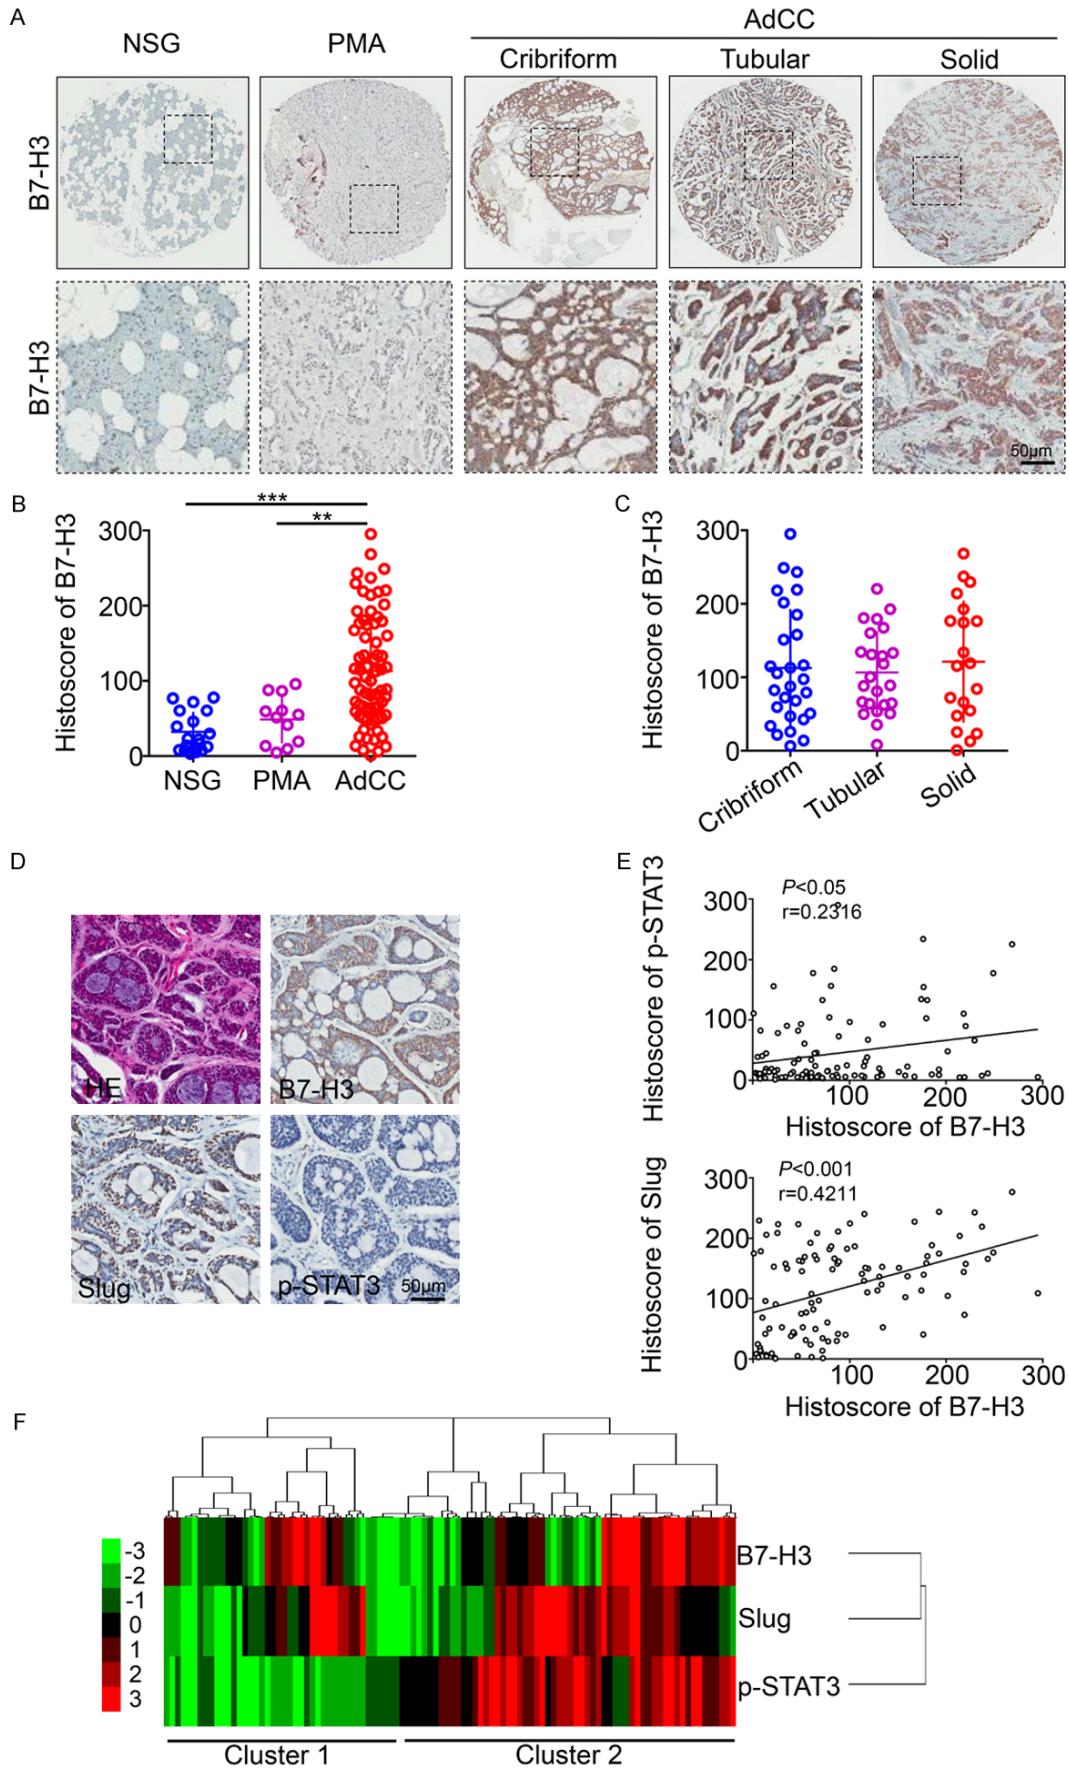 A
NSG
PMA
AdCC
Cribriform
Tubular
Solid
B7-H3
B7-H3
50μm
B
Histoscore of B7-H3
***
**
300
200
100
0
NSG
PMA
AdCC
C
Histoscore of B7-H3
300
200
100
0
Cribriform
Tubular
Solid
D
HE
B7-H3
Slug
p-STAT3
50μm
E
Histoscore of p-STAT3
P<0.05
r=0.2316
300
200
100
0
100
200
300
Histoscore of B7-H3
Histoscore of Slug
P<0.001
r=0.4211
300
200
100
0
100
200
300
Histoscore of B7-H3
F
-3
-2
-1
0
1
2
3
B7-H3
Slug
p-STAT3
Cluster 1
Cluster 2